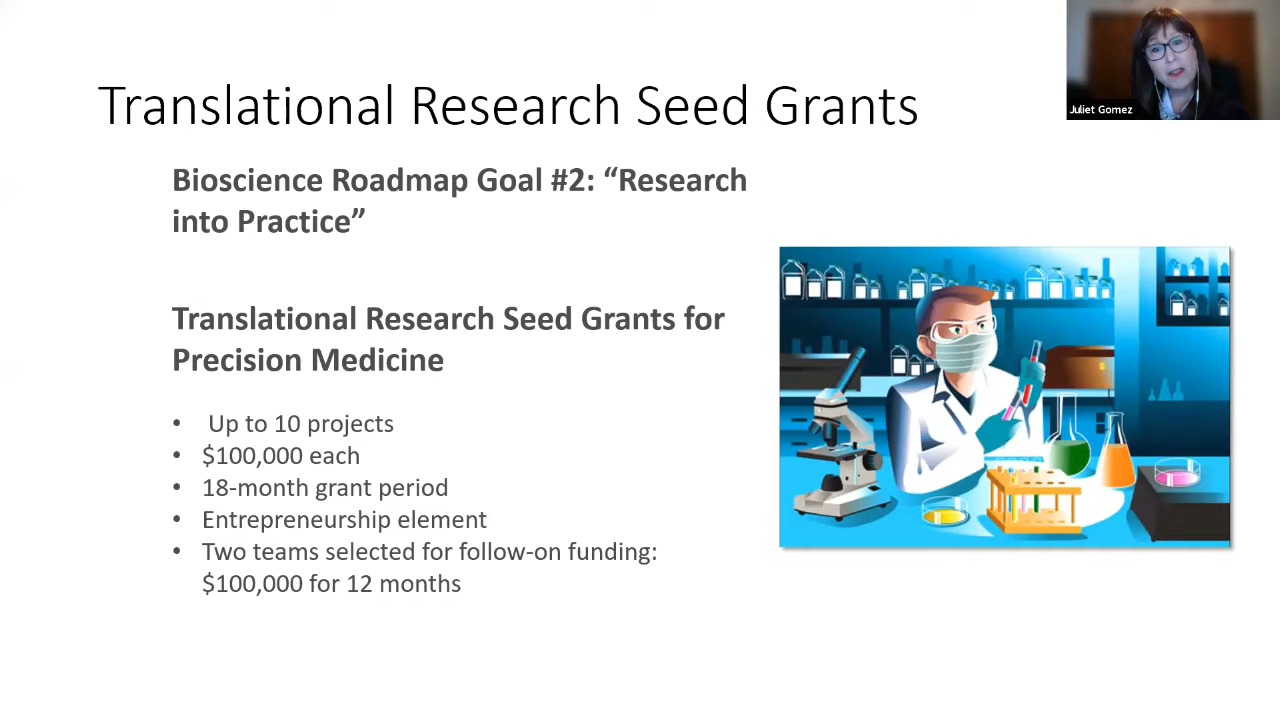 Juliet Gomez
Translational Research Seed Grants
Bioscience Roadmap Goal #2: “Research
into Practice”
Translational Research Seed Grants for
Precision Medicine
• Up to 10 projects
• $100,000 each
• 18-month grant period
• Entrepreneurship element
• Two teams selected for follow-on funding:
$100,000 for 12 months